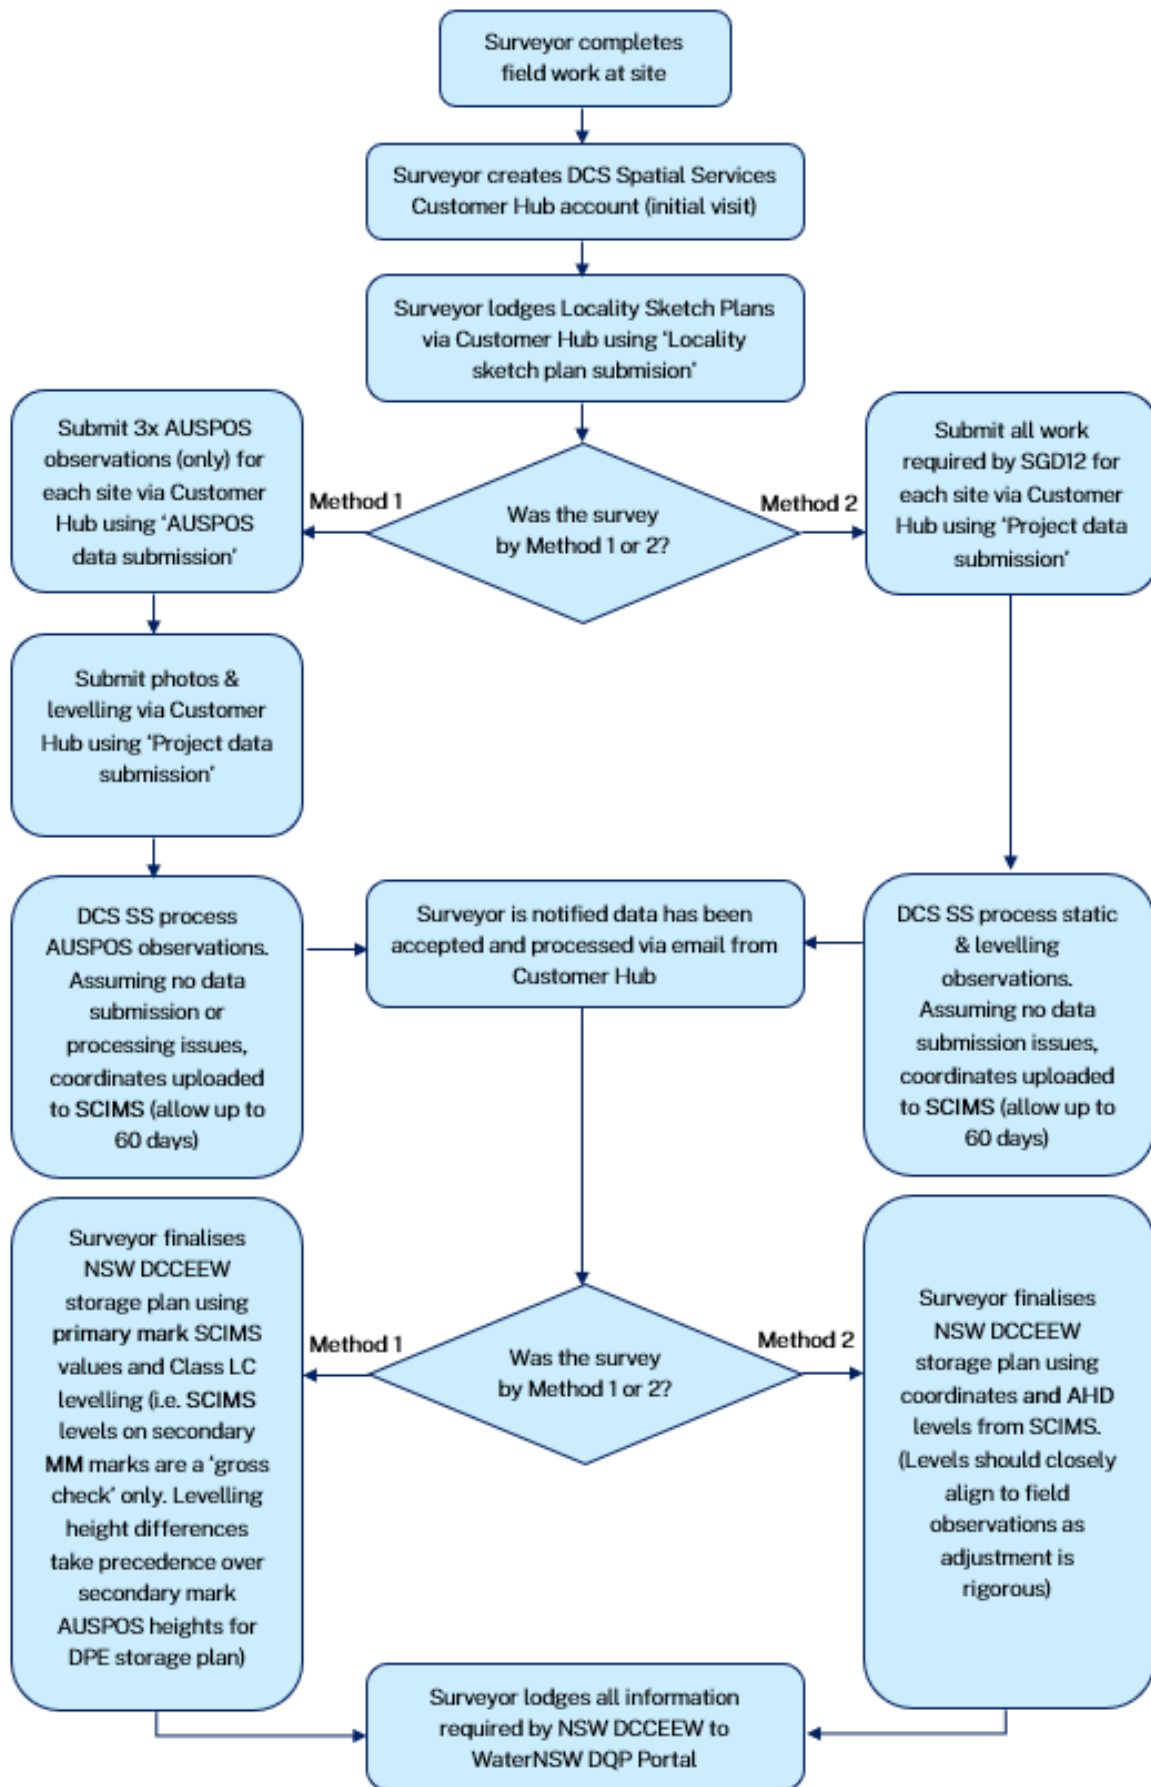 Surveyor completes
field work at site
Surveyor creates DCS Spatial Services
Customer Hub account (initial visit)
Surveyor lodges Locality Sketch Plans
via Customer Hub using ‘Locality
sketch plan submision’
Was the survey
by Method 1 or 2?
Method 1
Method 2
Submit 3x AUSPOS
observations (only) for
each site via Customer
Hub using ‘AUSPOS
data submission’
Submit all work
required by SGD12 for
each site via Customer
Hub using ‘Project data
submission’
Submit photos &
levelling via Customer
Hub using ‘Project data
submission’
DCS SS process
AUSPOS observations.
Assuming no data
submission or
processing issues,
coordinates uploaded
to SCIMS (allow up to
60 days)
Surveyor is notified data has been
accepted and processed via email from
Customer Hub
DCS SS process static
& levelling
observations.
Assuming no data
submission issues,
coordinates uploaded
to SCIMS (allow up to
60 days)
Was the survey
by Method 1 or 2?
Method 1
Method 2
Surveyor finalises
NSW DCCEEW
storage plan using
primary mark SCIMS
values and Class LC
levelling (i.e. SCIMS
levels on secondary
MM marks are a ‘gross
check’ only. Levelling
height differences
take precedence over
secondary mark
AUSPOS heights for
DPE storage plan)
Surveyor finalises
NSW DCCEEW
storage plan using
coordinates and AHD
levels from SCIMS.
(Levels should closely
align to field
observations as
adjustment is
rigorous)
Surveyor lodges all information
required by NSW DCCEEW to
WaterNSW DQP Portal